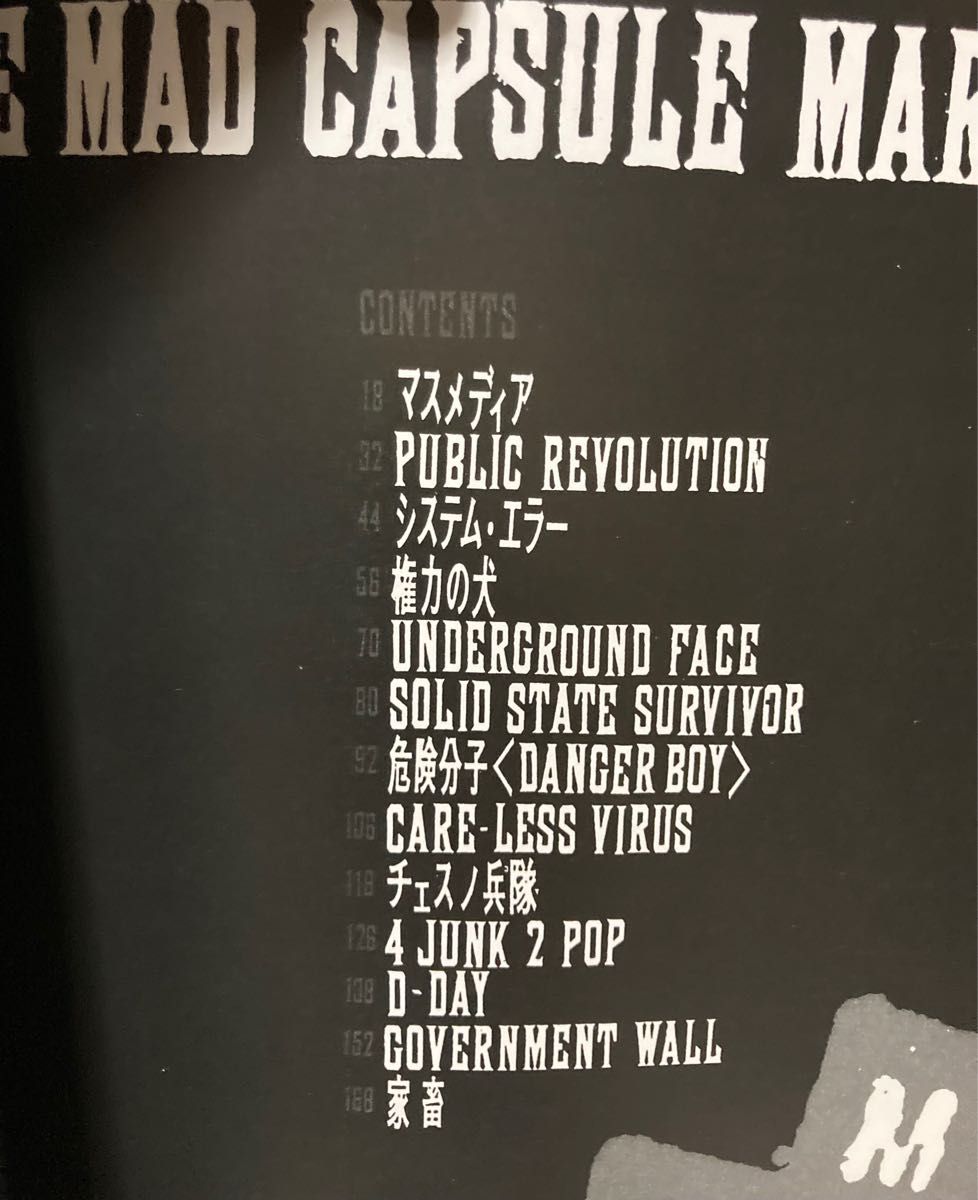 E MAD CAPSULE MAR
CONTENTS
18 マスメディア
32 PUBLIC REVOLUTION
44 システム・エラー
56 権力の犬
70 UNDERGROUND FACE
80 SOLID STATE SURVIVOR
92 危険分子〈DANGER BOY〉
106 CARE-LESS VIRUS
118 チェスノ兵隊
126 4 JUNK 2 POP
138 D-DAY
152 GOVERNMENT WALL
168 家畜
M